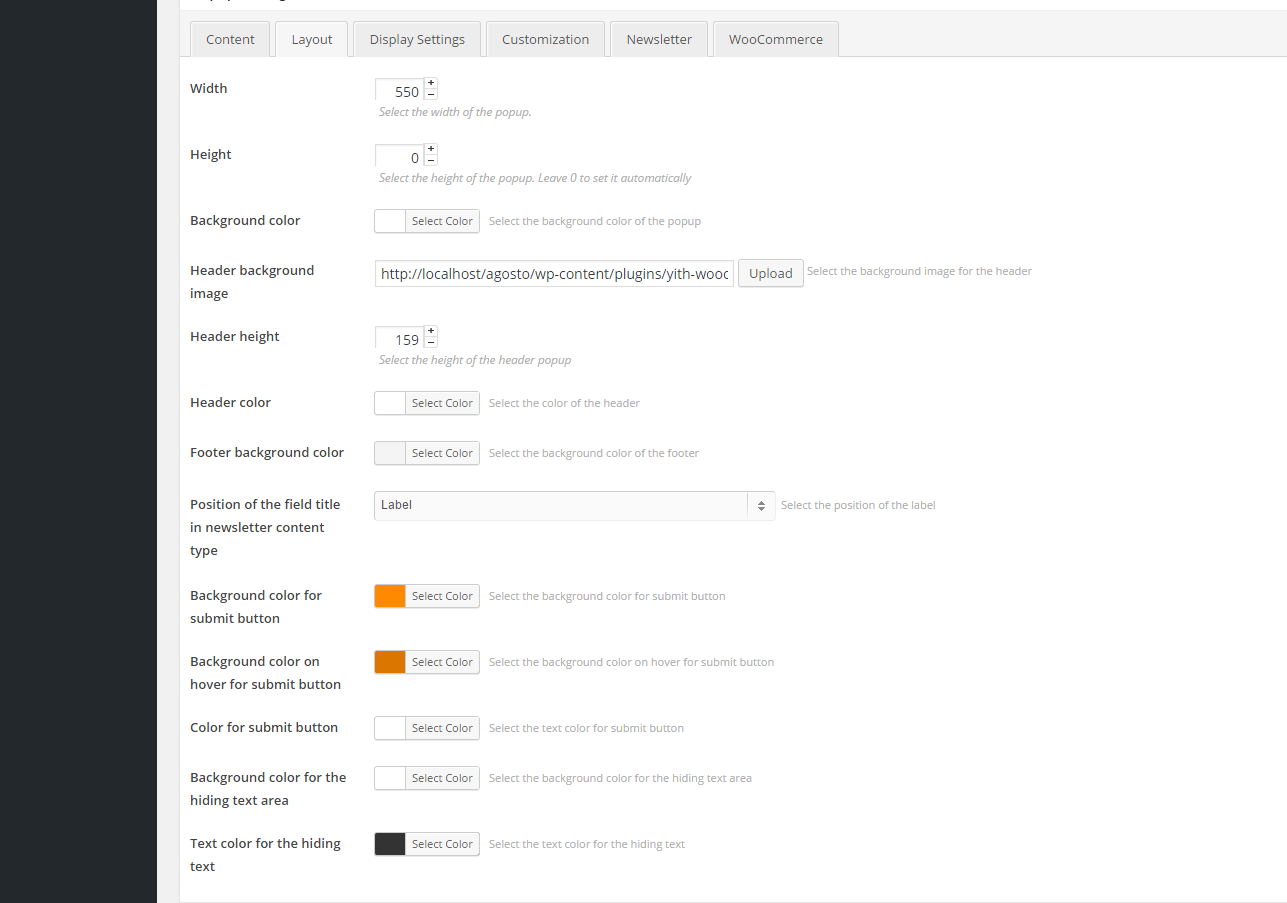 Content Layout Display Settings Customization Newsletter WooCommerce
Width
550 + −
Select the width of the popup.
Height
0 + −
Select the height of the popup. Leave 0 to set it automatically
Background color Select Color Select the background color of the popup
Header background
image
http://localhost/agosto/wp-content/plugins/yith-wooc Upload Select the background image for the header
Header height
159 + −
Select the height of the header popup
Header color Select Color Select the color of the header
Footer background color Select Color Select the background color of the footer
Position of the field title
in newsletter content
type
Label Select the position of the label
Background color for
submit button
Select Color Select the background color for submit button
Background color on
hover for submit button
Select Color Select the background color on hover for submit button
Color for submit button Select Color Select the text color for submit button
Background color for the
hiding text area
Select Color Select the background color for the hiding text area
Text color for the hiding
text
Select Color Select the text color for the hiding text